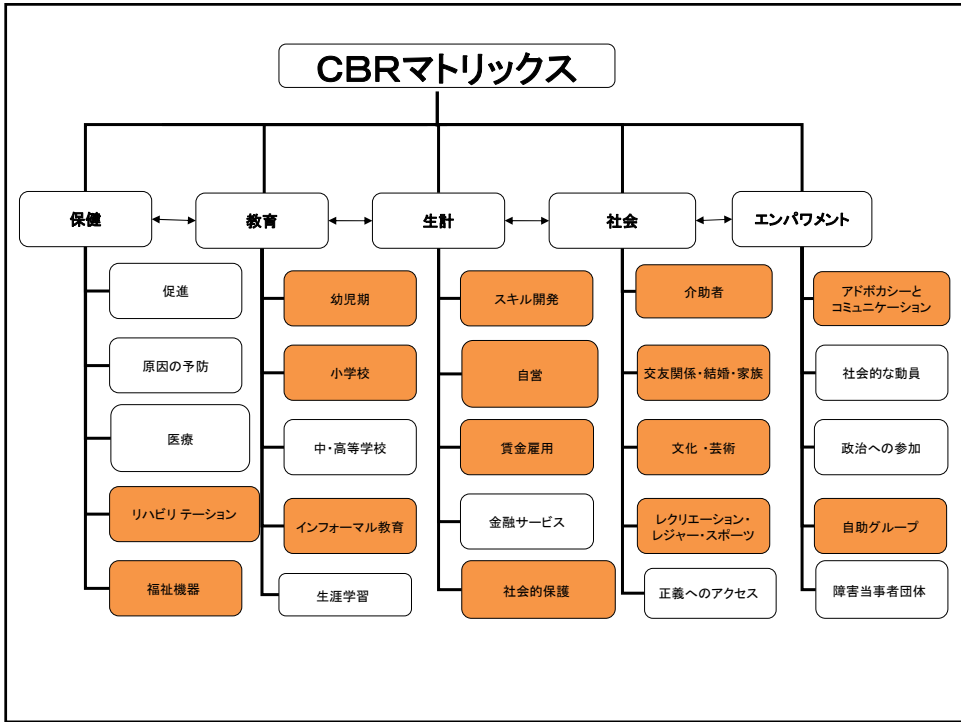 CBRマトリックス
保健
教育
生計
社会
エンパワメント
促進
原因の予防
医療
リハビリ テーション
福祉機器
幼児期
小学校
中・高等学校
インフォーマル教育
生涯学習
スキル開発
自営
賃金雇用
金融サービス
社会的保護
介助者
交友関係・結婚・家族
文化 ・芸術
レクリエーション・
レジャー・スポーツ
正義へのアクセス
アドボカシーと
コミュニケーション
社会的な動員
政治への参加
自助グループ
障害当事者団体